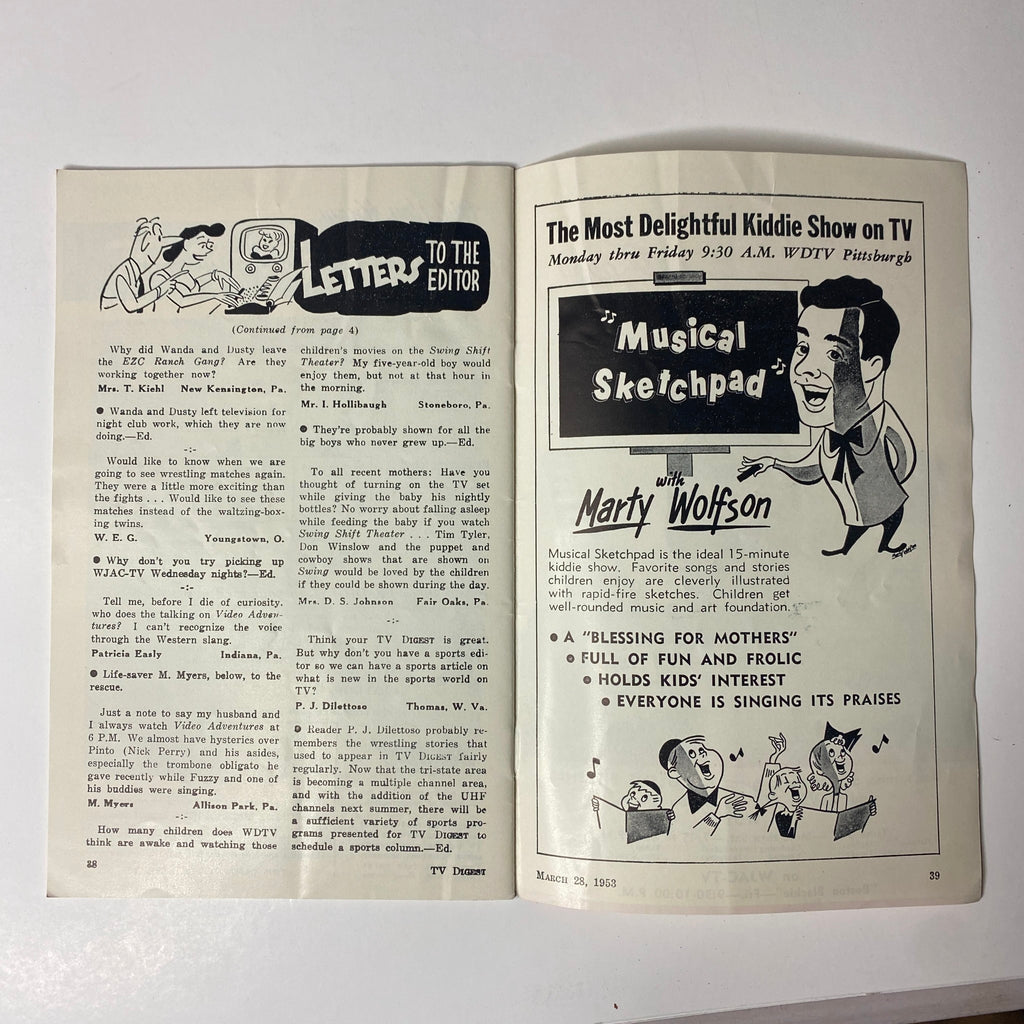 LETTERS TO THE EDITOR
(Continued from page 4)
Why did Wanda and Dusty leave
the EZC Ranch Gang? Are they
working together now?
Mrs. T. Kiehl New Kensington, Pa.
● Wanda and Dusty left television for
night club work, which they are now
doing.—Ed.
-:-
Would like to know when we are
going to see wrestling matches again.
They were a little more exciting than
the fights . . . Would like to see these
matches instead of the waltzing-box-
ing twins.
W. E. G. Youngstown, O.
● Why don't you try picking up
WJAC-TV Wednesday nights?—Ed.
-:-
Tell me, before I die of curiosity.
who does the talking on Video Adven-
tures? I can't recognize the voice
through the Western slang.
Patricia Easly Indiana, Pa.
● Life-saver M. Myers, below, to the
rescue.
Just a note to say my husband and
I always watch Video Adventures at
6 P.M. We almost have hysterics over
Pinto (Nick Perry) and his asides,
especially the trombone obligato he
gave recently while Fuzzy and one of
his buddies were singing.
M. Myers Allison Park, Pa.
-:-
How many children does WDTV
think are awake and watching those
children's movies on the Swing Shift
Theater? My five-year-old boy would
enjoy them, but not at that hour in
the morning.
Mr. I. Hollibaugh Stoneboro, Pa.
● They're probably shown for all the
big boys who never grew up.—Ed.
To all recent mothers: Have you
thought of turning on the TV set
while giving the baby his nightly
bottles? No worry about falling asleep
while feeding the baby if you watch
Swing Shift Theater . . . Tim Tyler,
Don Winslow and the puppet and
cowboy shows that are shown on
Swing would be loved by the children
if they could be shown during the day.
Mrs. D. S. Johnson Fair Oaks, Pa.
-:-
Think your TV DIGEST is great.
But why don't you have a sports edi-
tor so we can have a sports article on
what is new in the sports world on
TV?
P. J. Dilettoso Thomas, W. Va.
● Reader P. J. Dilettoso probably re-
members the wrestling stories that
used to appear in TV DIGEST fairly
regularly. Now that the tri-state area
is becoming a multiple channel area,
and with the addition of the UHF
channels next summer, there will be
a sufficient variety of sports pro-
grams presented for TV DIGEST to
schedule a sports column.—Ed.
38
TV DIGEST
The Most Delightful Kiddie Show on TV
Monday thru Friday 9:30 A.M. WDTV Pittsburgh
"Musical
Sketchpad"
with
Marty Wolfson
Musical Sketchpad is the ideal 15-minute
kiddie show. Favorite songs and stories
children enjoy are cleverly illustrated
with rapid-fire sketches. Children get
well-rounded music and art foundation.
● A "BLESSING FOR MOTHERS"
● FULL OF FUN AND FROLIC
● HOLDS KIDS' INTEREST
● EVERYONE IS SINGING ITS PRAISES
MARCH 28, 1953
39